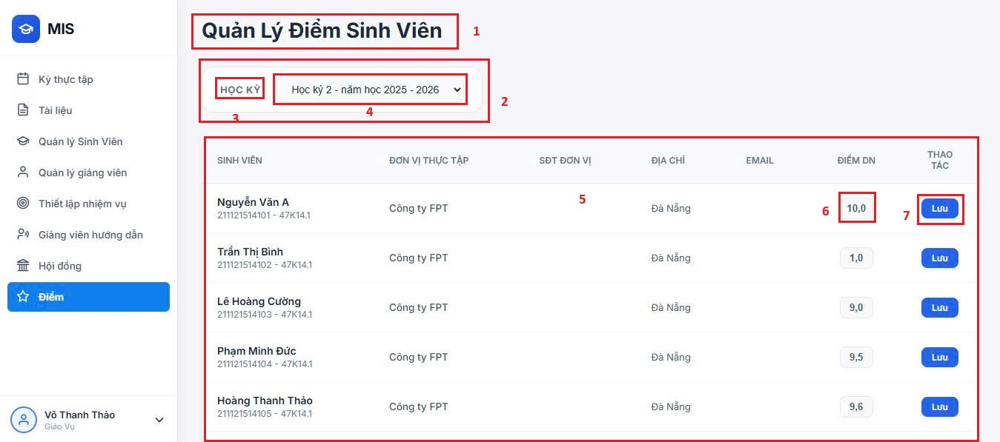 MIS
Kỳ thực tập
Tài liệu
Quản lý Sinh Viên
Quản lý giảng viên
Thiết lập nhiệm vụ
Giảng viên hướng dẫn
Hội đồng
Điểm
Võ Thanh Thảo
Giáo Vụ
Quản Lý Điểm Sinh Viên
1
HỌC KỲ
Học kỳ 2 - năm học 2025 - 2026
2
3
4
SINH VIÊN ĐƠN VỊ THỰC TẬP SĐT ĐƠN VỊ ĐỊA CHỈ EMAIL ĐIỂM DN THAO TÁC
5
Nguyễn Văn A
211121514101 - 47K14.1
Công ty FPT Đà Nẵng 6 10,0 7 Lưu
Trần Thị Bình
211121514102 - 47K14.1
Công ty FPT Đà Nẵng 1,0 Lưu
Lê Hoàng Cường
211121514103 - 47K14.1
Công ty FPT Đà Nẵng 9,0 Lưu
Phạm Minh Đức
211121514104 - 47K14.1
Công ty FPT Đà Nẵng 9,5 Lưu
Hoàng Thanh Thảo
211121514105 - 47K14.1
Công ty FPT Đà Nẵng 9,6 Lưu